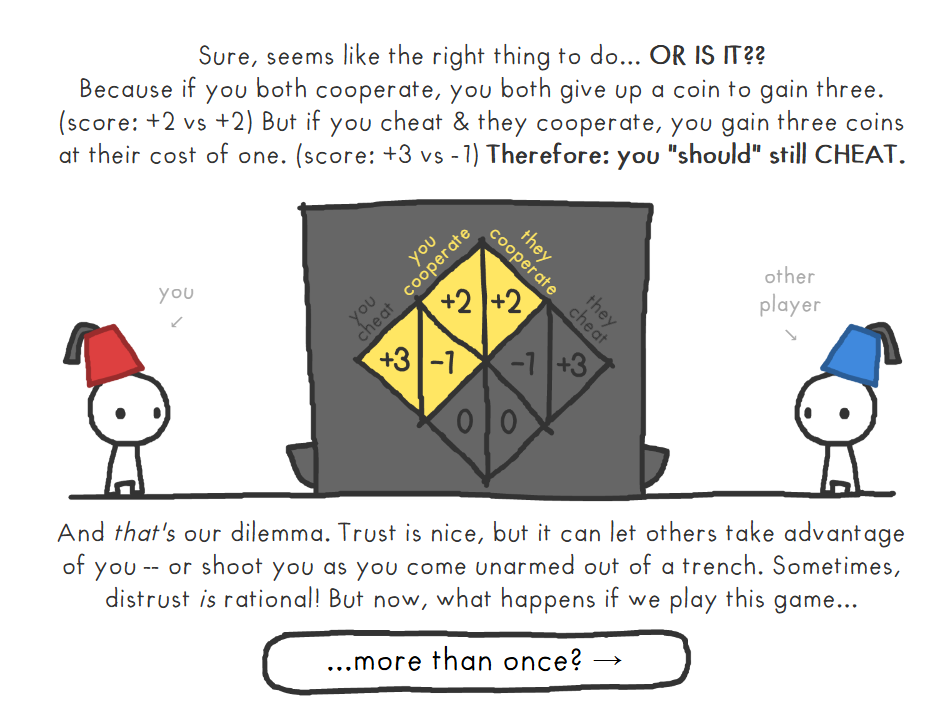 Sure, seems like the right thing to do... OR IS IT??
Because if you both cooperate, you both give up a coin to gain three.
(score: +2 vs +2) But if you cheat & they cooperate, you gain three coins
at their cost of one. (score: +3 vs -1) Therefore: you "should" still CHEAT.
you
you cheat
you cooperate
they cooperate
they cheat
other
player
+2 +2
+3 -1 -1 +3
0 0
And that's our dilemma. Trust is nice, but it can let others take advantage
of you -- or shoot you as you come unarmed out of a trench. Sometimes,
distrust is rational! But now, what happens if we play this game...
...more than once? →